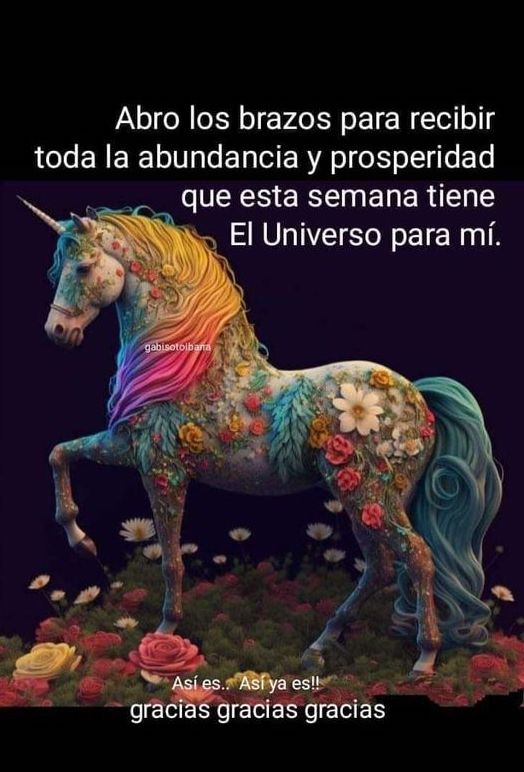 Abro los brazos para recibir
toda la abundancia y prosperidad
que esta semana tiene
El Universo para mí.
gabisotoibarra
Así es.. Así ya es!!
gracias gracias gracias